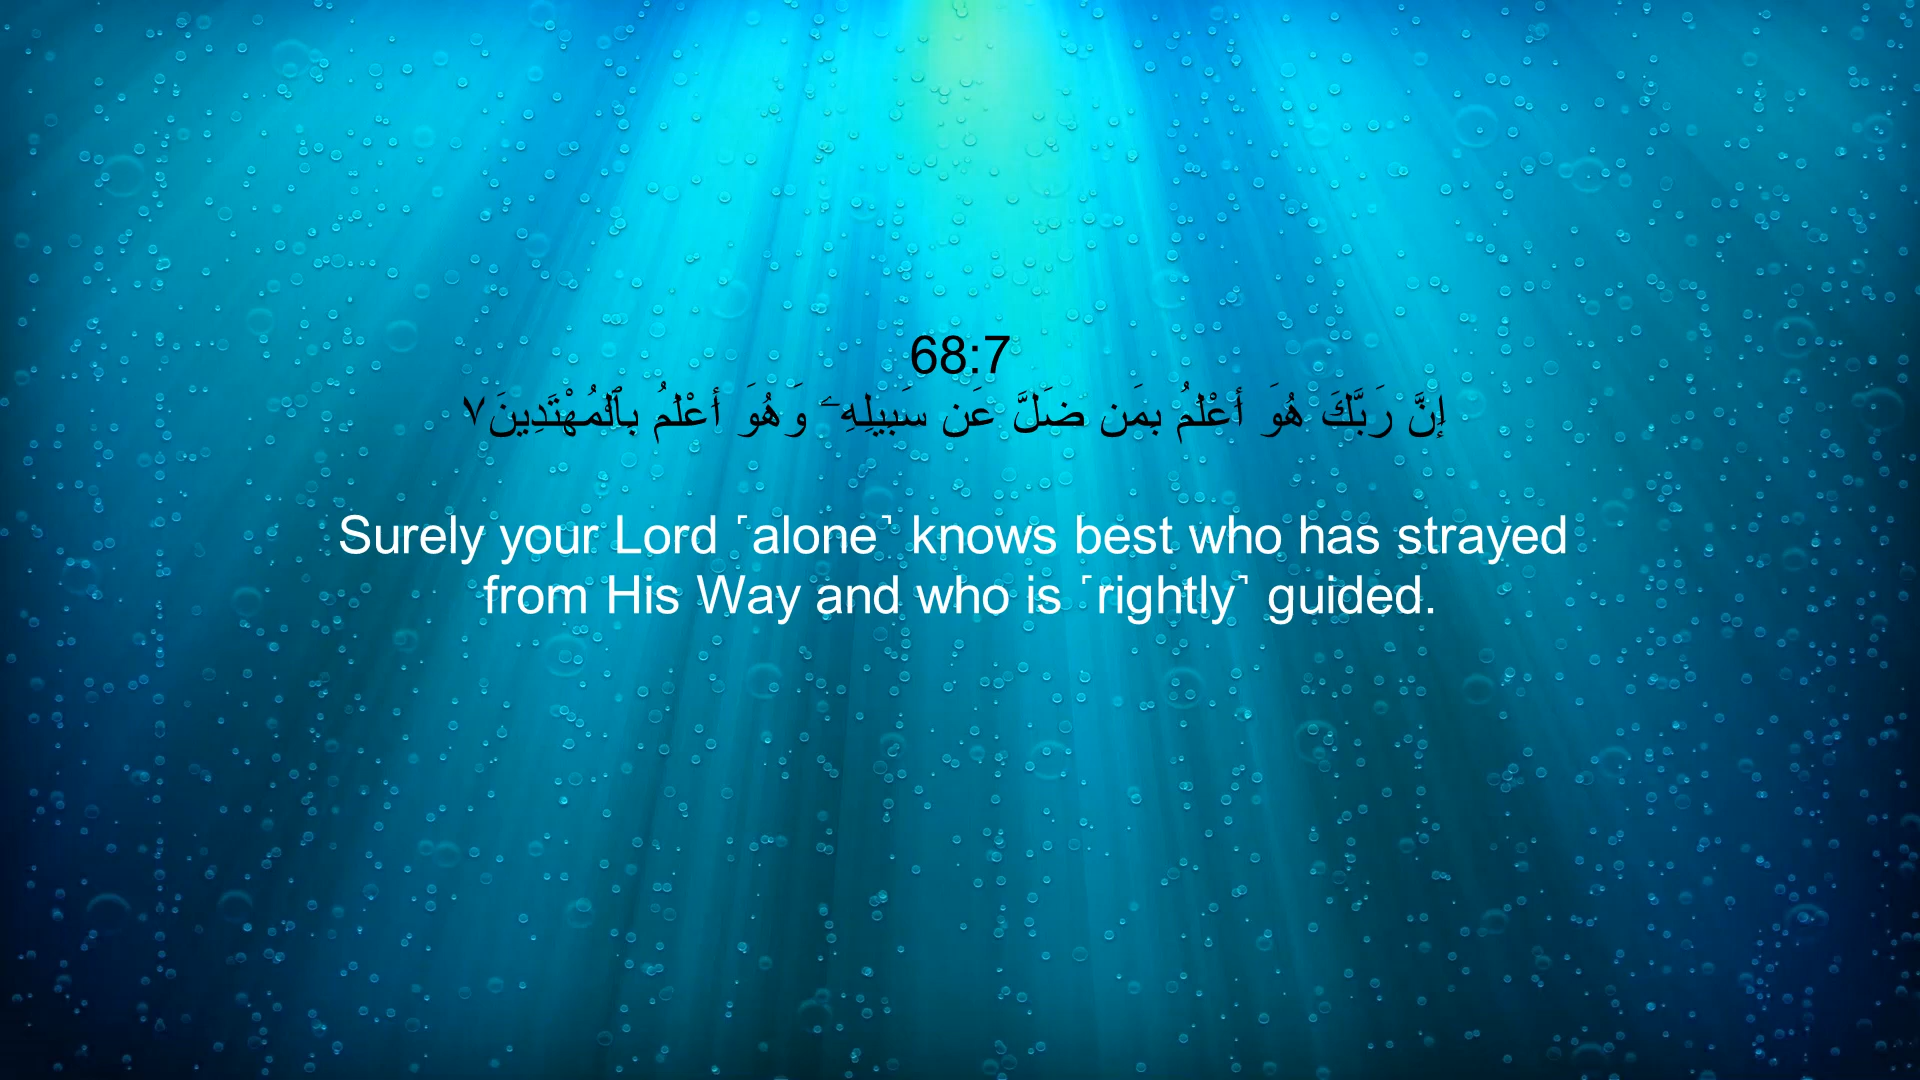 68:7
إِنَّ رَبَّكَ هُوَ أَعْلَمُ بِمَن ضَلَّ عَن سَبِيلِهِۦ وَهُوَ أَعْلَمُ بِٱلْمُهْتَدِينَ٧
Surely your Lord ˹alone˺ knows best who has strayed
from His Way and who is ˹rightly˺ guided.